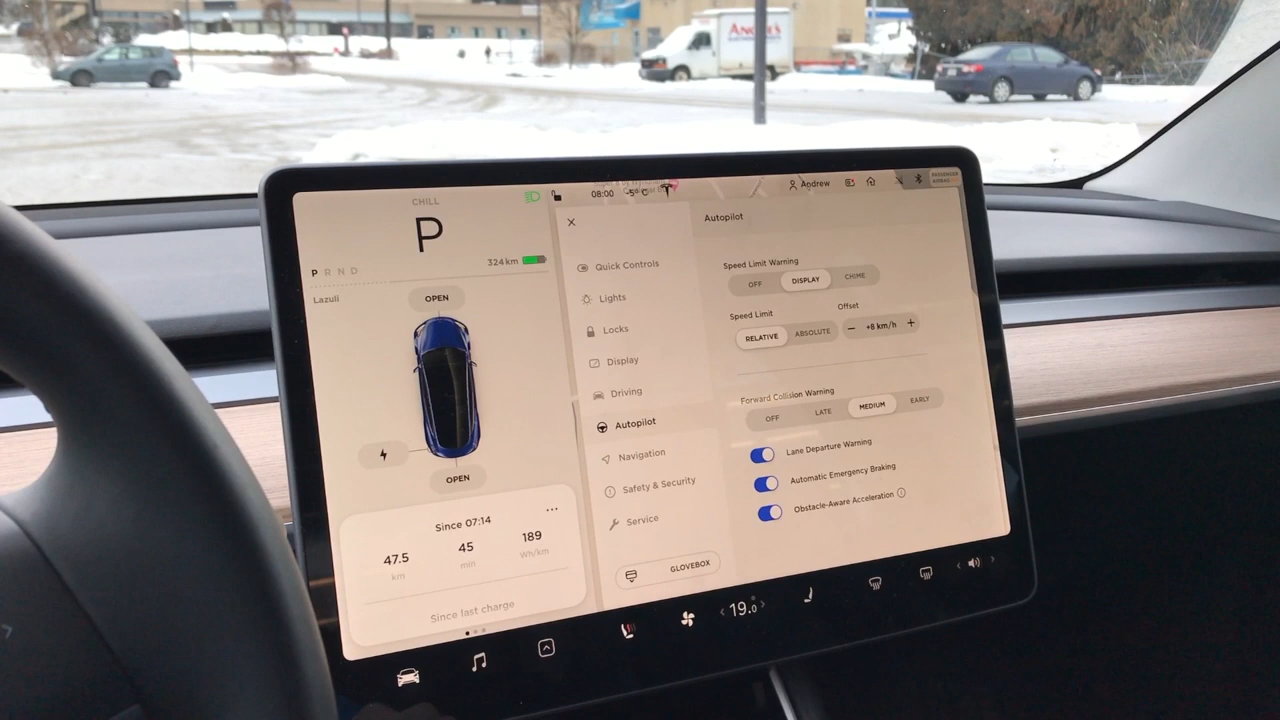 CHILL
P
P R N D
324 km
Lazuli
OPEN
OPEN
Since 07:14
47.5
km
45
min
189
Wh/km
Since last charge
08:00
-5° C
Andrew
PASSENGER
AIRBAG
Quick Controls
Lights
Locks
Display
Driving
Autopilot
Navigation
Safety & Security
Service
GLOVEBOX
Autopilot
Speed Limit Warning
OFF DISPLAY CHIME
Speed Limit
Offset
RELATIVE ABSOLUTE
− +8 km/h +
Forward Collision Warning
OFF LATE MEDIUM EARLY
Lane Departure Warning
Automatic Emergency Braking
Obstacle-Aware Acceleration
19.0